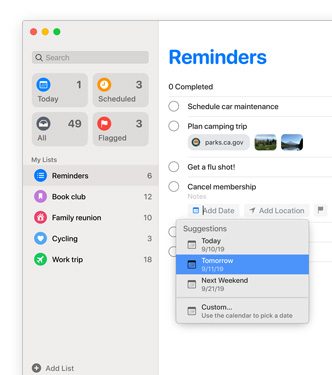 Search
Today 1
Scheduled 3
All 49
Flagged 3
My Lists
Reminders 6
Book club 12
Family reunion 10
Cycling 3
Work trip 18
Add List
Reminders
0 Completed
Schedule car maintenance
Plan camping trip
parks.ca.gov
Get a flu shot!
Cancel membership
Notes
Add Date Add Location
Suggestions
Today
9/10/19
Tomorrow
9/11/19
Next Weekend
9/21/19
Custom...
Use the calendar to pick a date